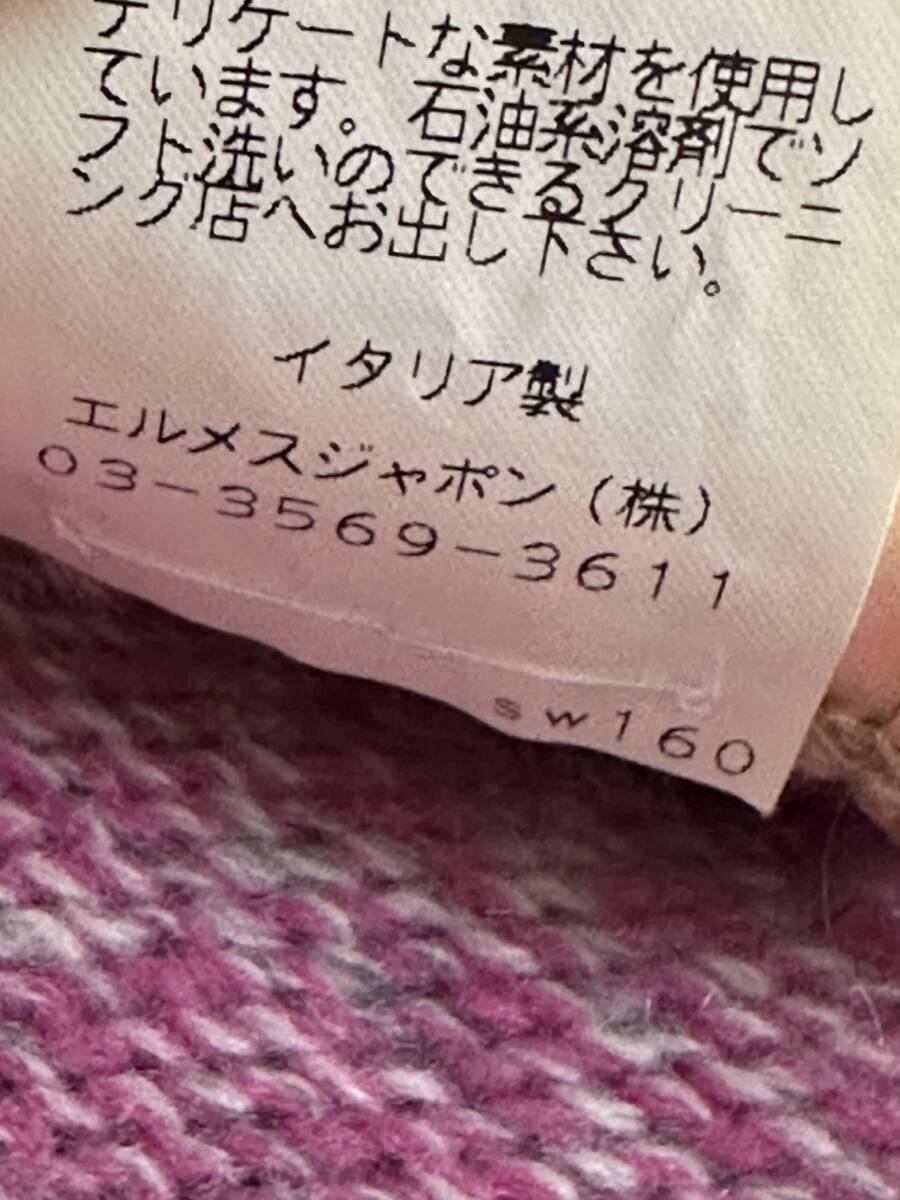 デリケートな素材を使用し
ています。石油系溶剤でソ
フト洗いのできるクリーニ
ング店へお出し下さい。
イタリア製
エルメスジャポン（株）
03-3569-3611
sw160